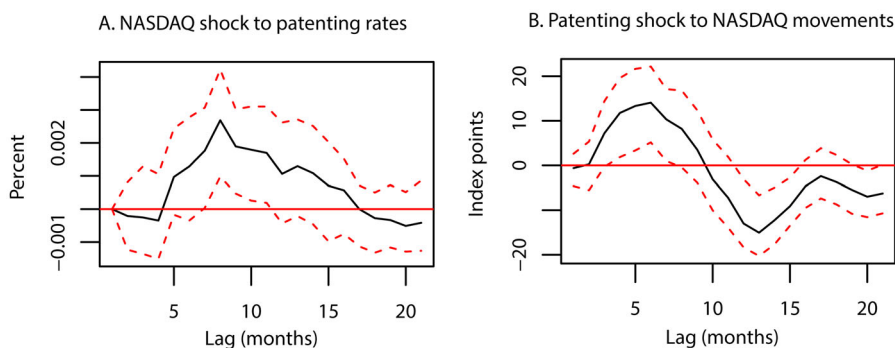 A. NASDAQ shock to patenting rates
Percent
0.002
−0.001
5 10 15 20
Lag (months)
B. Patenting shock to NASDAQ movements
Index points
20
10
0
−20
5 10 15 20
Lag (months)